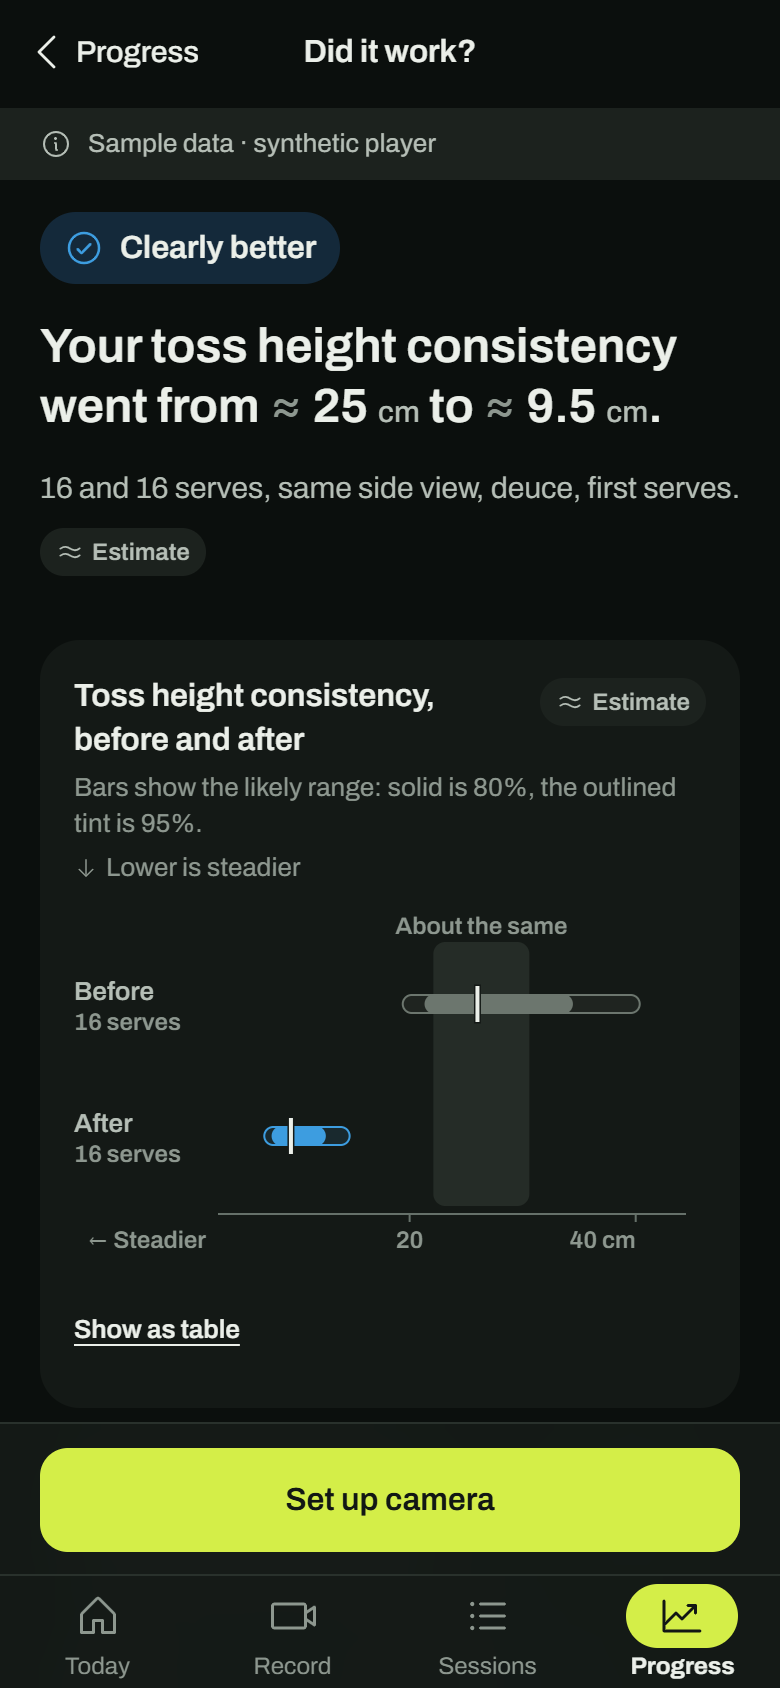 Progress
Did it work?
Sample data · synthetic player
Clearly better
Your toss height consistency
went from ≈ 25 cm to ≈ 9.5 cm.
16 and 16 serves, same side view, deuce, first serves.
≈ Estimate
Toss height consistency,
before and after
≈ Estimate
Bars show the likely range: solid is 80%, the outlined
tint is 95%.
↓ Lower is steadier
About the same
Before
16 serves
After
16 serves
← Steadier
20
40 cm
Show as table
Set up camera
Today
Record
Sessions
Progress